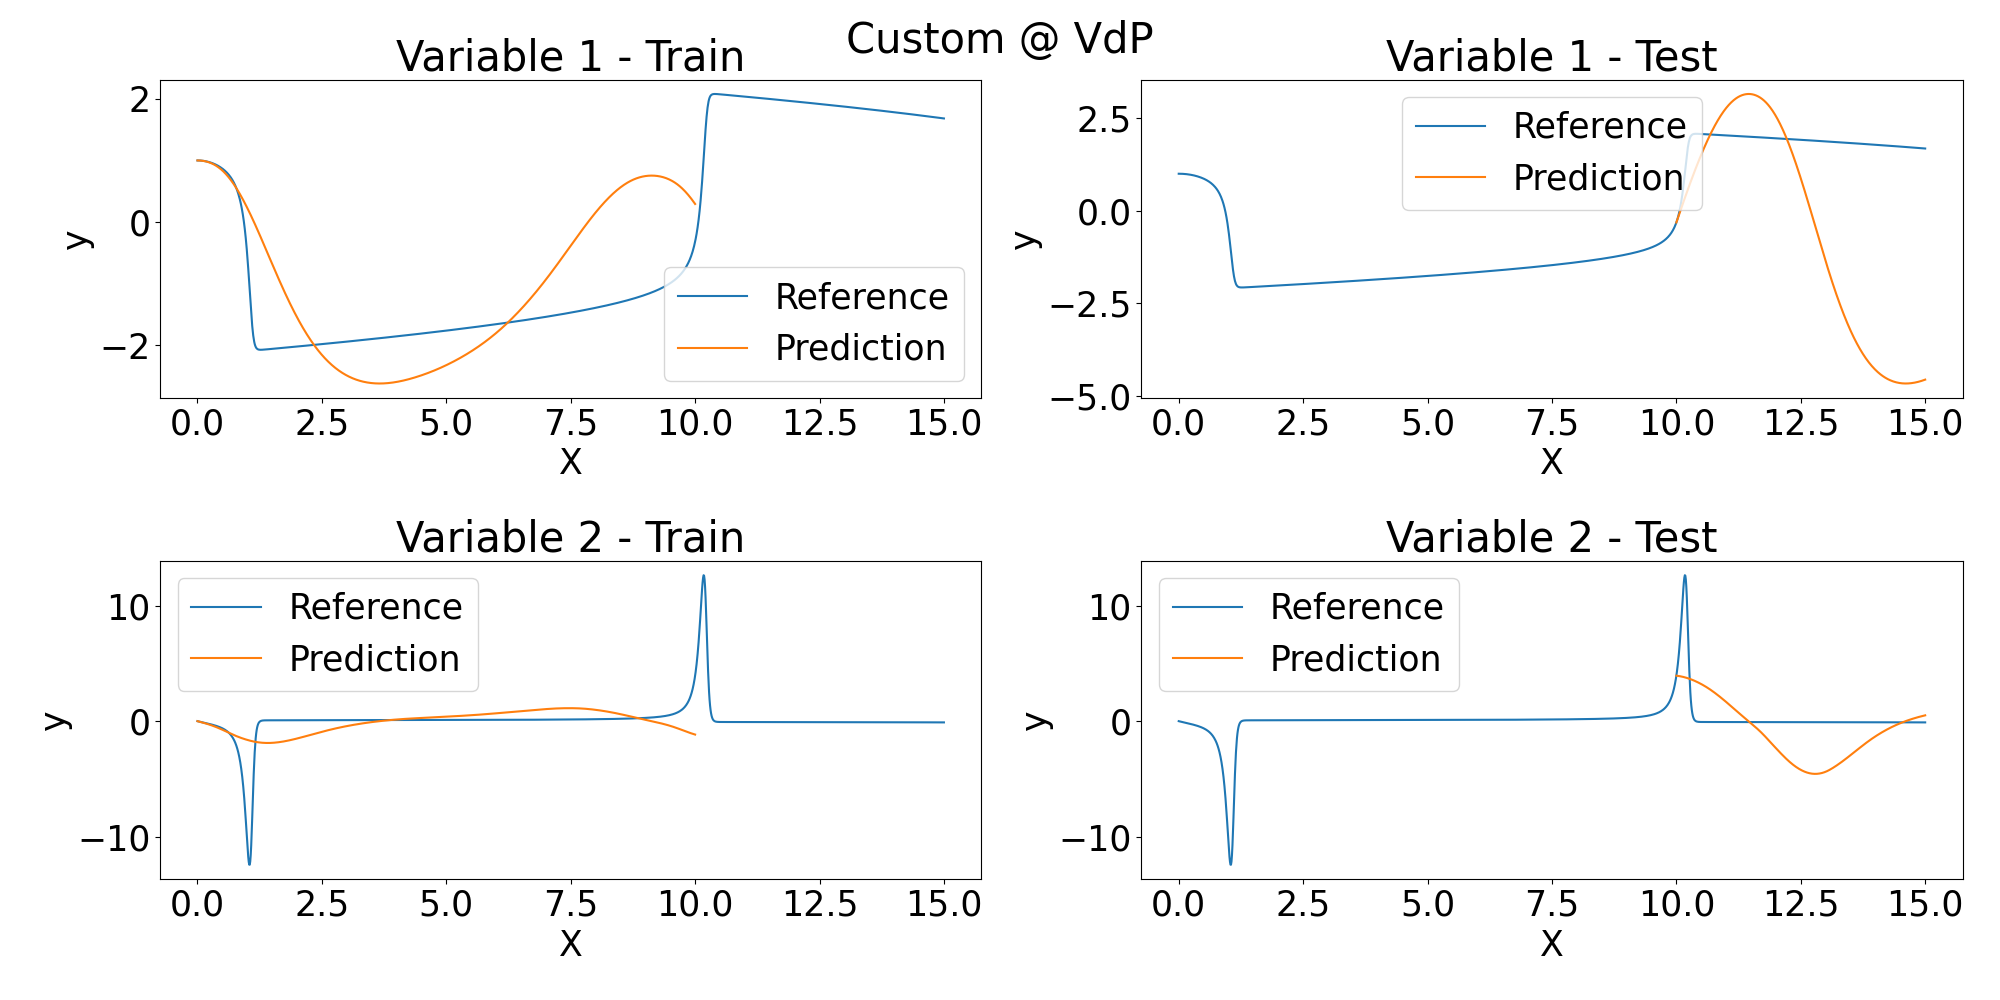 Custom @ VdP
Variable 1 - Train
y
2
0
−2
0.0 2.5 5.0 7.5 10.0 12.5 15.0
X
Reference
Prediction
Variable 1 - Test
y
2.5
0.0
−2.5
−5.0
0.0 2.5 5.0 7.5 10.0 12.5 15.0
X
Reference
Prediction
Variable 2 - Train
y
10
0
−10
0.0 2.5 5.0 7.5 10.0 12.5 15.0
X
Reference
Prediction
Variable 2 - Test
y
10
0
−10
0.0 2.5 5.0 7.5 10.0 12.5 15.0
X
Reference
Prediction